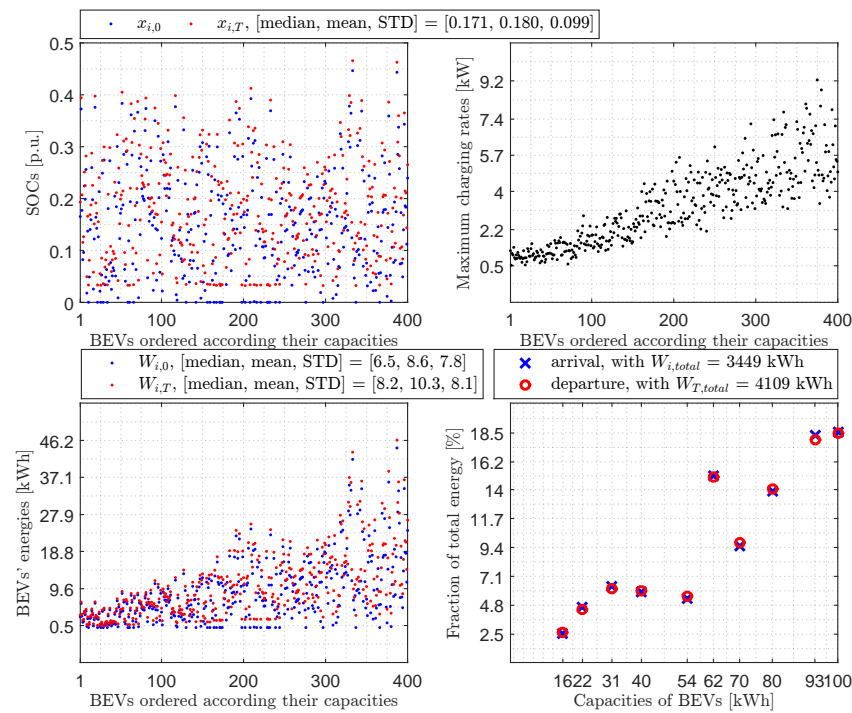 x_{i,0} x_{i,T}, [median, mean, STD] = [0.171, 0.180, 0.099]
0.5
0.4
0.3
0.2
0.1
0
SOCs [p.u.]
1 100 200 300 400
BEVs ordered according their capacities
9.2
7.4
5.7
4
2.2
0.5
Maximum charging rates [kW]
1 100 200 300 400
BEVs ordered according their capacities
W_{i,0}, [median, mean, STD] = [6.5, 8.6, 7.8]
W_{i,T}, [median, mean, STD] = [8.2, 10.3, 8.1]
46.2
37.1
27.9
18.8
9.6
0.5
BEVs' energies [kWh]
1 100 200 300 400
BEVs ordered according their capacities
arrival, with W_{i,total} = 3449 kWh
departure, with W_{T,total} = 4109 kWh
18.5
16.2
14
11.7
9.4
7.1
4.8
2.5
Fraction of total energy [%]
1 1622 31 40 54 62 70 80 93100
Capacities of BEVs [kWh]